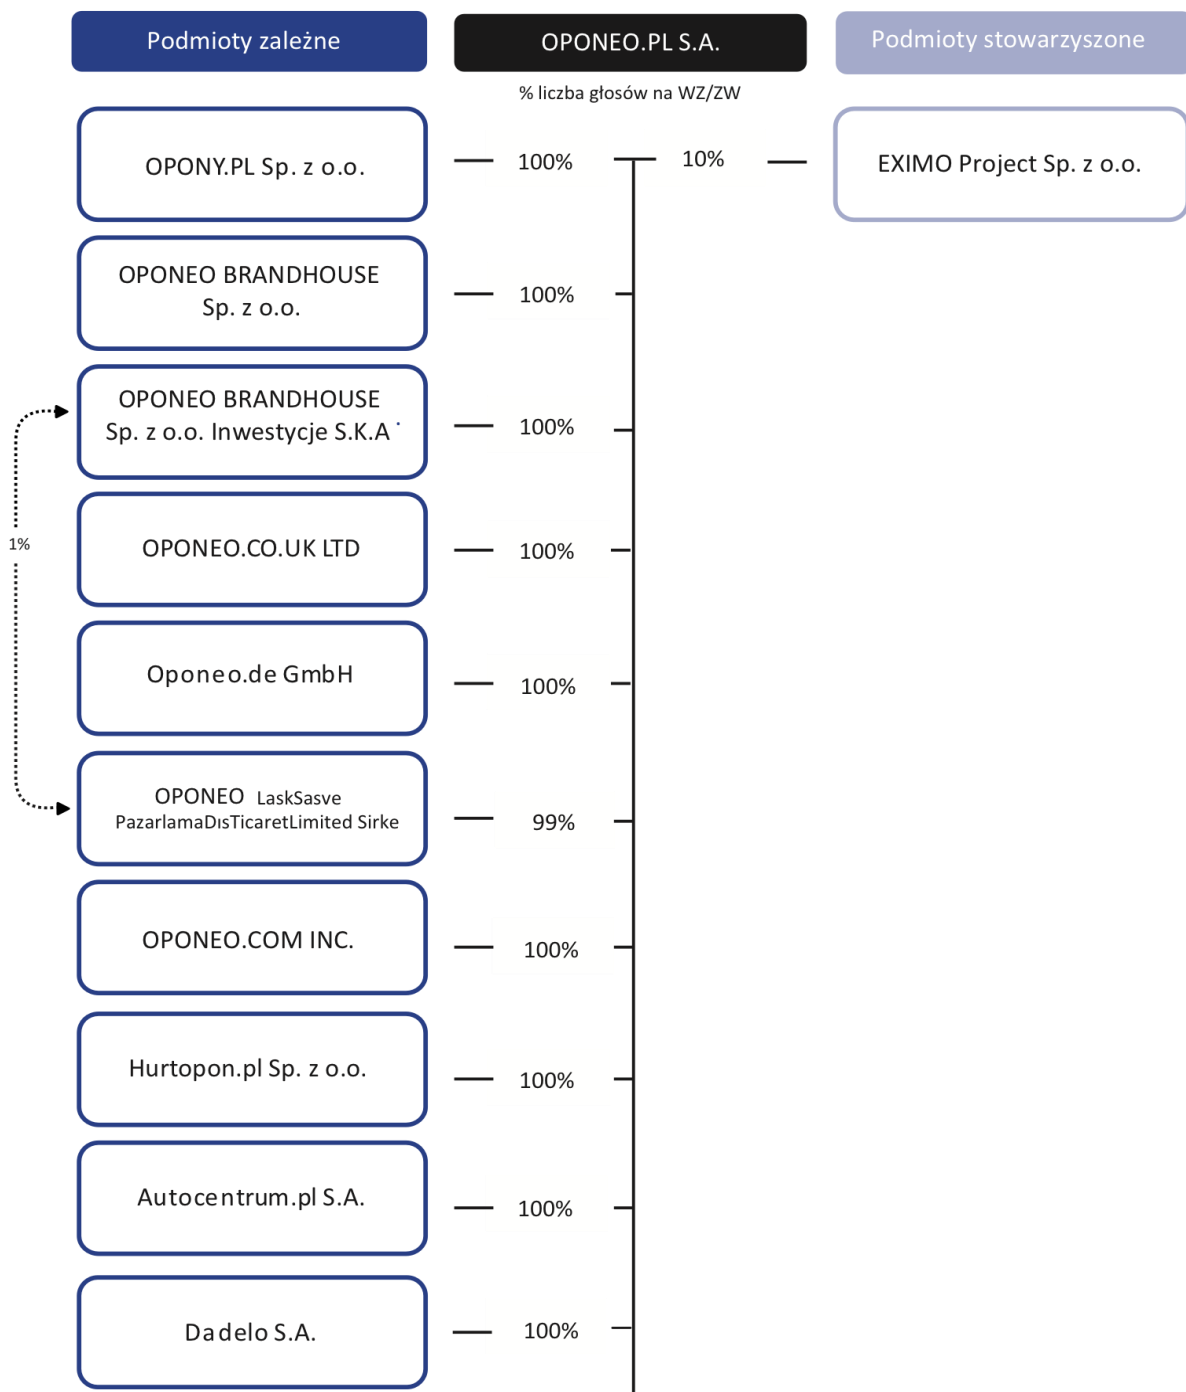 Podmioty zależne
OPONEO.PL S.A.
Podmioty stowarzyszone
% liczba głosów na WZ/ZW
OPONY.PL Sp. z o.o.
100%
10%
EXIMO Project Sp. z o.o.
OPONEO BRANDHOUSE
Sp. z o.o.
100%
OPONEO BRANDHOUSE
Sp. z o.o. Inwestycje S.K.A
100%
1%
OPONEO.CO.UK LTD
100%
Oponeo.de GmbH
100%
OPONEO LaskSasve
PazarlamaDısTicaretLimited Sirke
99%
OPONEO.COM INC.
100%
Hurtopon.pl Sp. z o.o.
100%
Autocentrum.pl S.A.
100%
Dadelo S.A.
100%